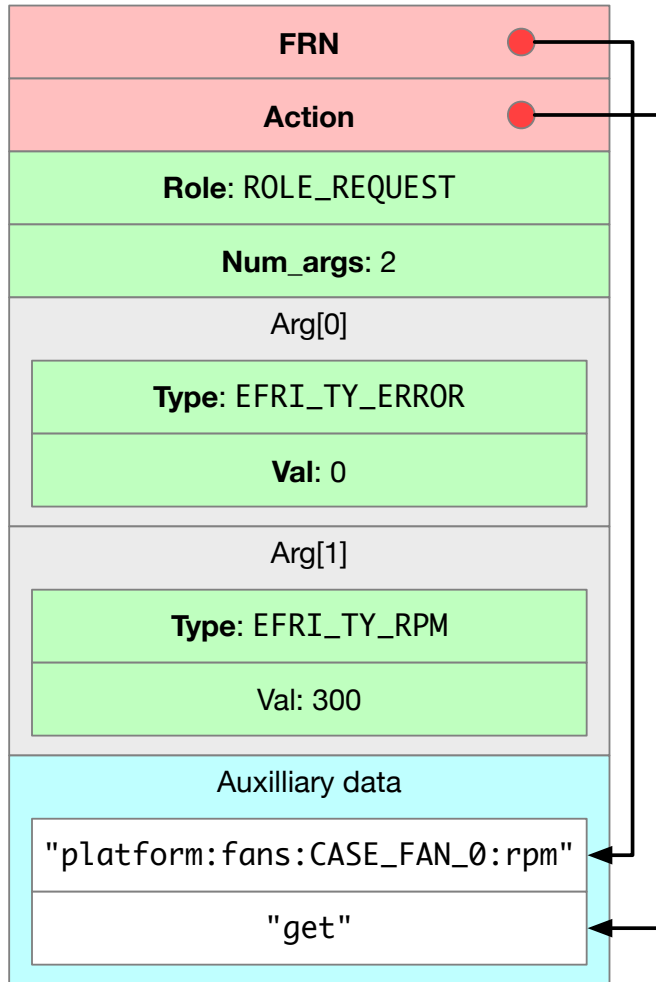 FRN
Action
Role: ROLE_REQUEST
Num_args: 2
Arg[0]
Type: EFRI_TY_ERROR
Val: 0
Arg[1]
Type: EFRI_TY_RPM
Val: 300
Auxilliary data
"platform:fans:CASE_FAN_0:rpm"
"get"